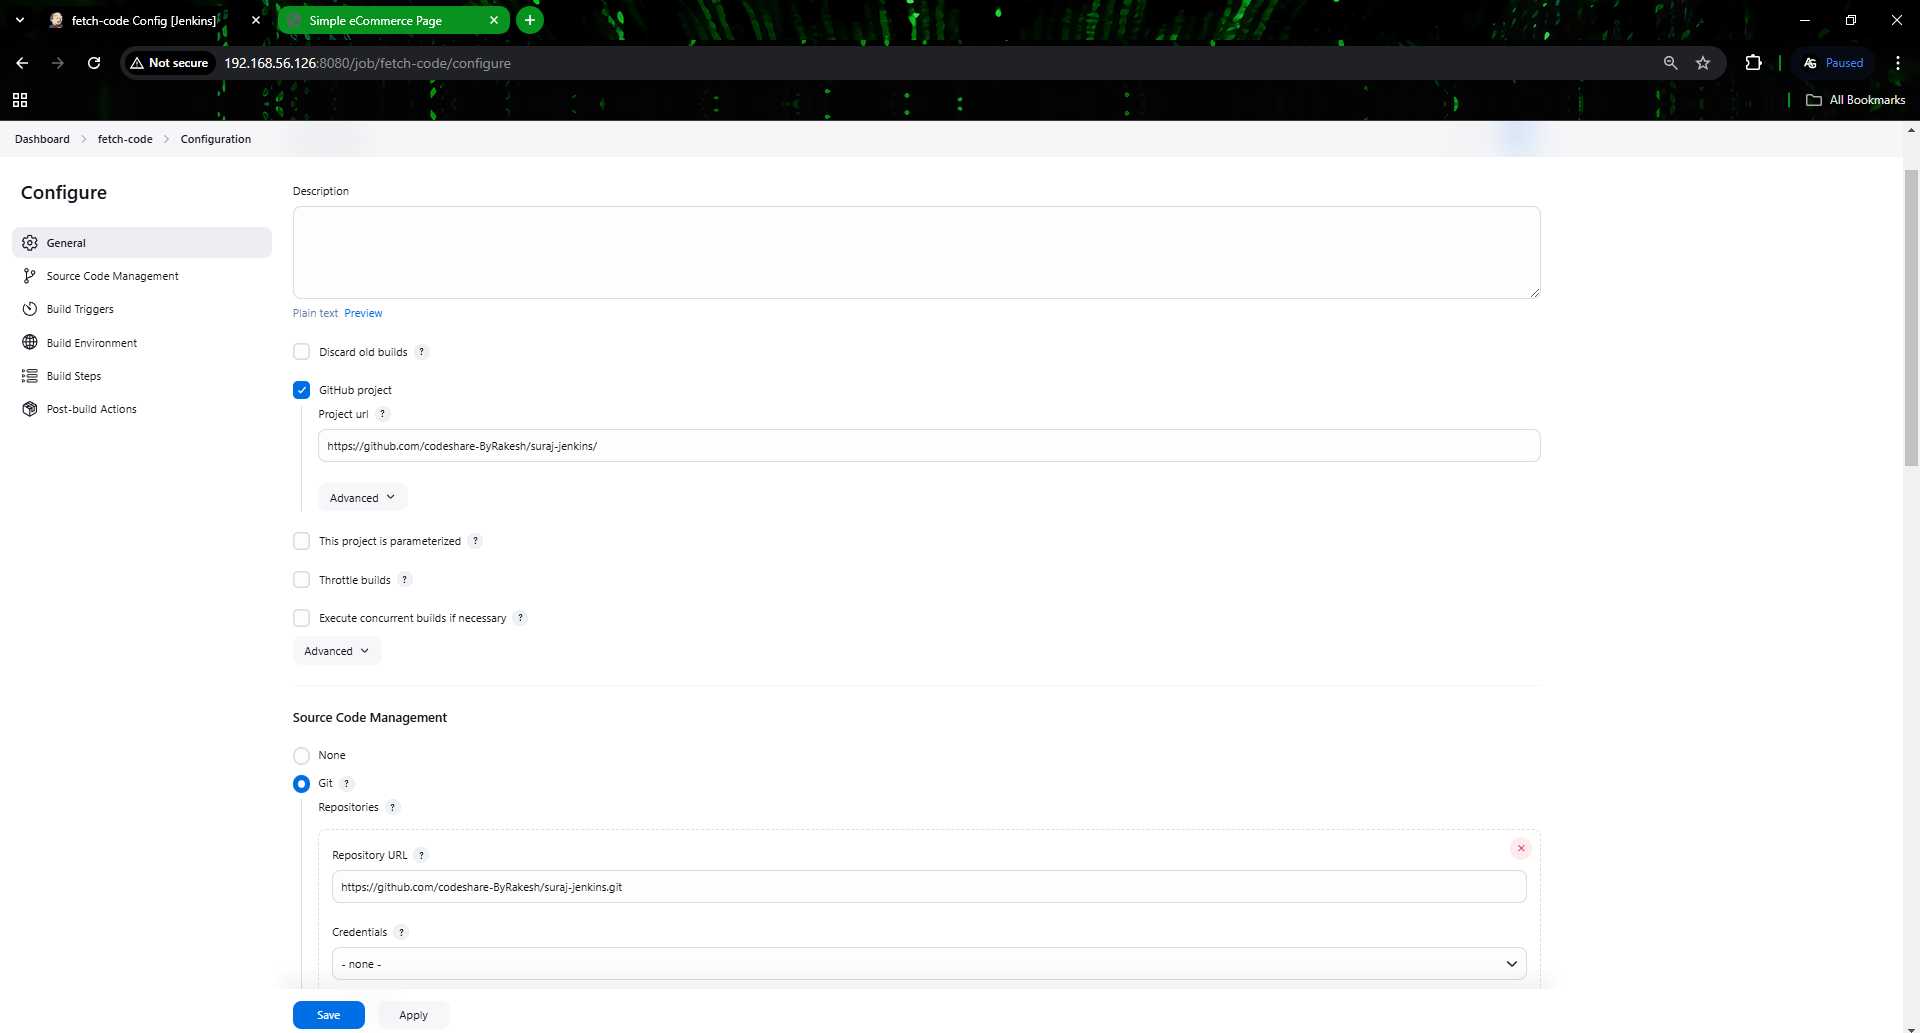 fetch-code Config [Jenkins]
Simple eCommerce Page
Not secure
192.168.56.126:8080/job/fetch-code/configure
Paused
All Bookmarks
Dashboard
fetch-code
Configuration
Configure
General
Source Code Management
Build Triggers
Build Environment
Build Steps
Post-build Actions
Description
Plain text Preview
Discard old builds ?
GitHub project
Project url ?
https://github.com/codeshare-ByRakesh/suraj-jenkins/
Advanced
This project is parameterized ?
Throttle builds ?
Execute concurrent builds if necessary ?
Advanced
Source Code Management
None
Git ?
Repositories ?
Repository URL ?
https://github.com/codeshare-ByRakesh/suraj-jenkins.git
Credentials ?
- none -
Save
Apply